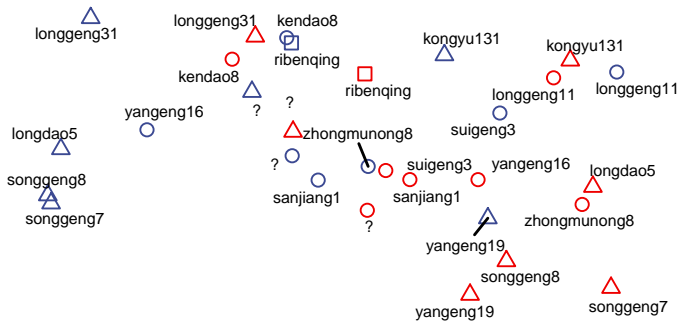 longgeng31
kendao8
longgeng31
kongyu131
kongyu131
ribenqing
kendao8
ribenqing
longgeng11
longgeng11
yangeng16
?
?
suigeng3
longdao5
zhongmunong8
?
suigeng3
yangeng16
longdao5
songgeng8
sanjiang1
sanjiang1
songgeng7
zhongmunong8
?
yangeng19
songgeng8
songgeng7
yangeng19